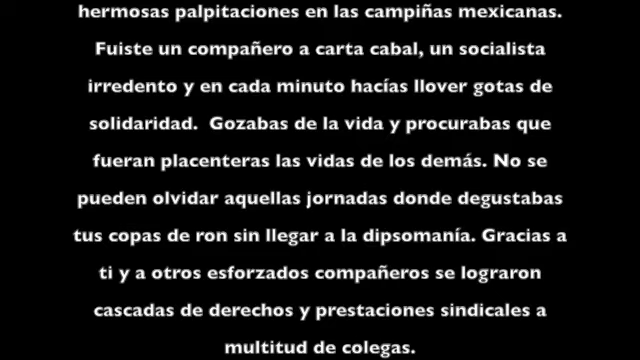 hermosas palpitaciones en las campiñas mexicanas.
Fuiste un compañero a carta cabal, un socialista
irredento y en cada minuto hacías llover gotas de
solidaridad.  Gozabas de la vida y procurabas que
fueran placenteras las vidas de los demás. No se
pueden olvidar aquellas jornadas donde degustabas
tus copas de ron sin llegar a la dipsomanía. Gracias a
ti y a otros esforzados compañeros se lograron
cascadas de derechos y prestaciones sindicales a
multitud de colegas.